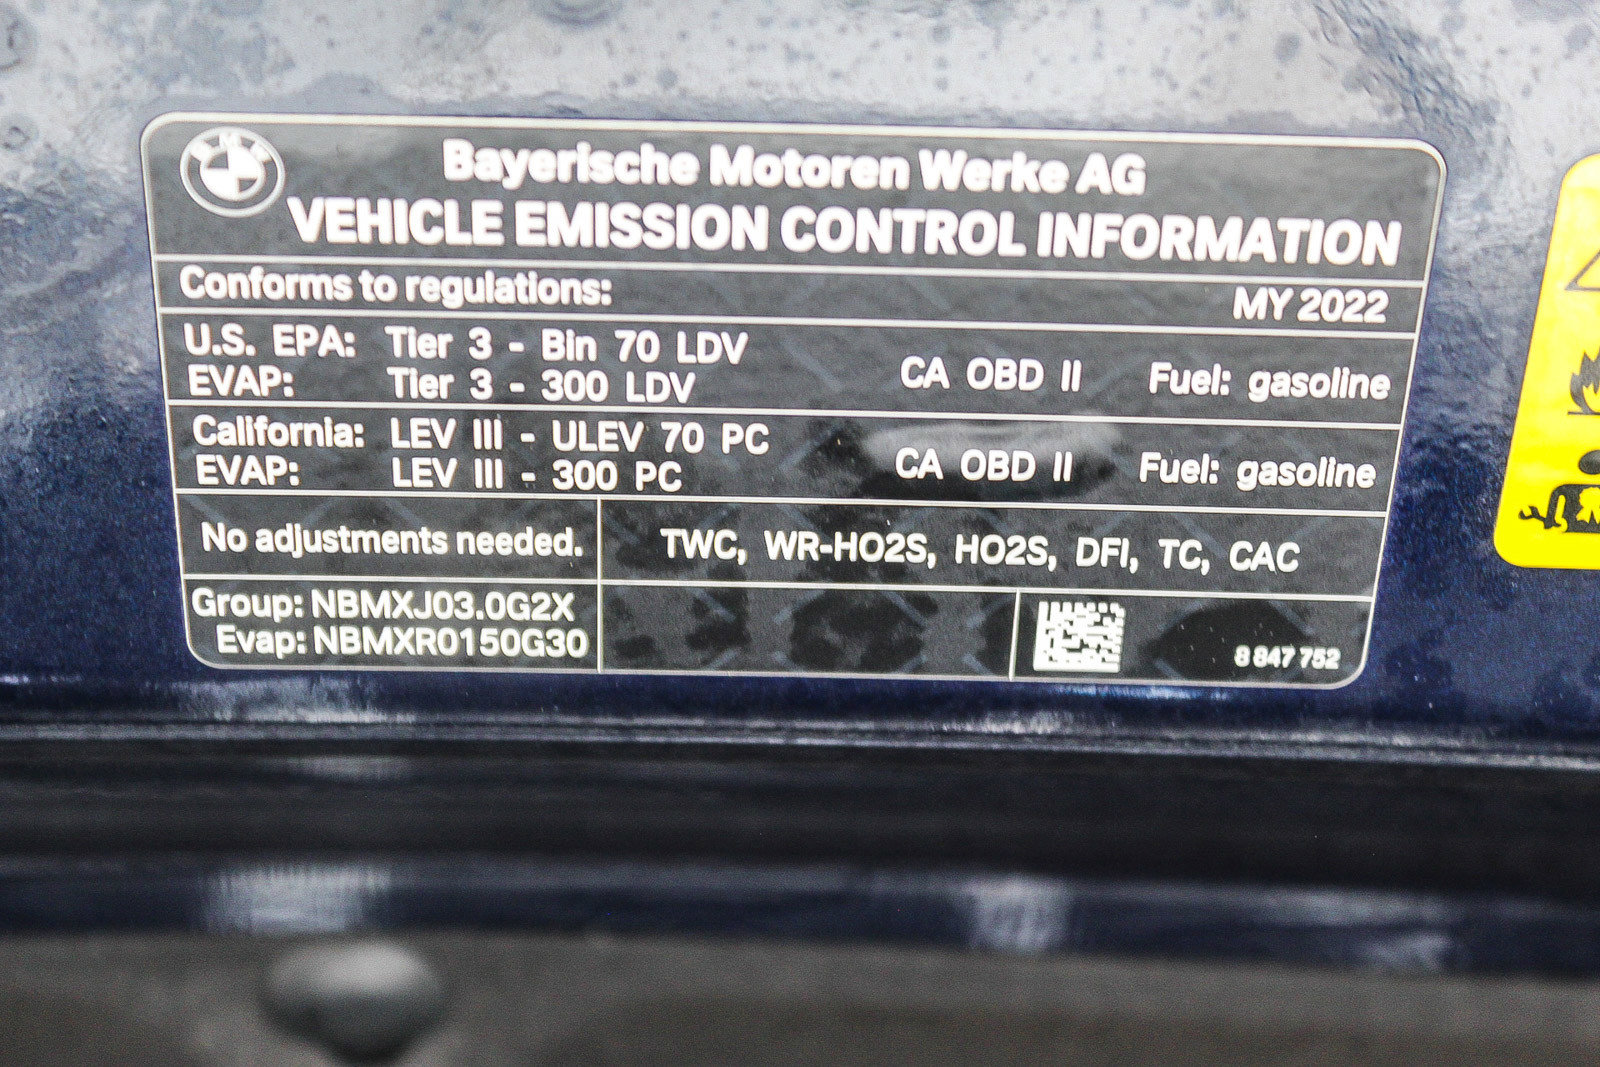 BMW
Bayerische Motoren Werke AG
VEHICLE EMISSION CONTROL INFORMATION
Conforms to regulations: MY 2022
U.S. EPA: Tier 3 - Bin 70 LDV CA OBD II Fuel: gasoline
EVAP: Tier 3 - 300 LDV
California: LEV III - ULEV 70 PC CA OBD II Fuel: gasoline
EVAP: LEV III - 300 PC
No adjustments needed. TWC, WR-HO2S, HO2S, DFI, TC, CAC
Group: NBMXJ03.0G2X
Evap: NBMXR0150G30
8 847 752